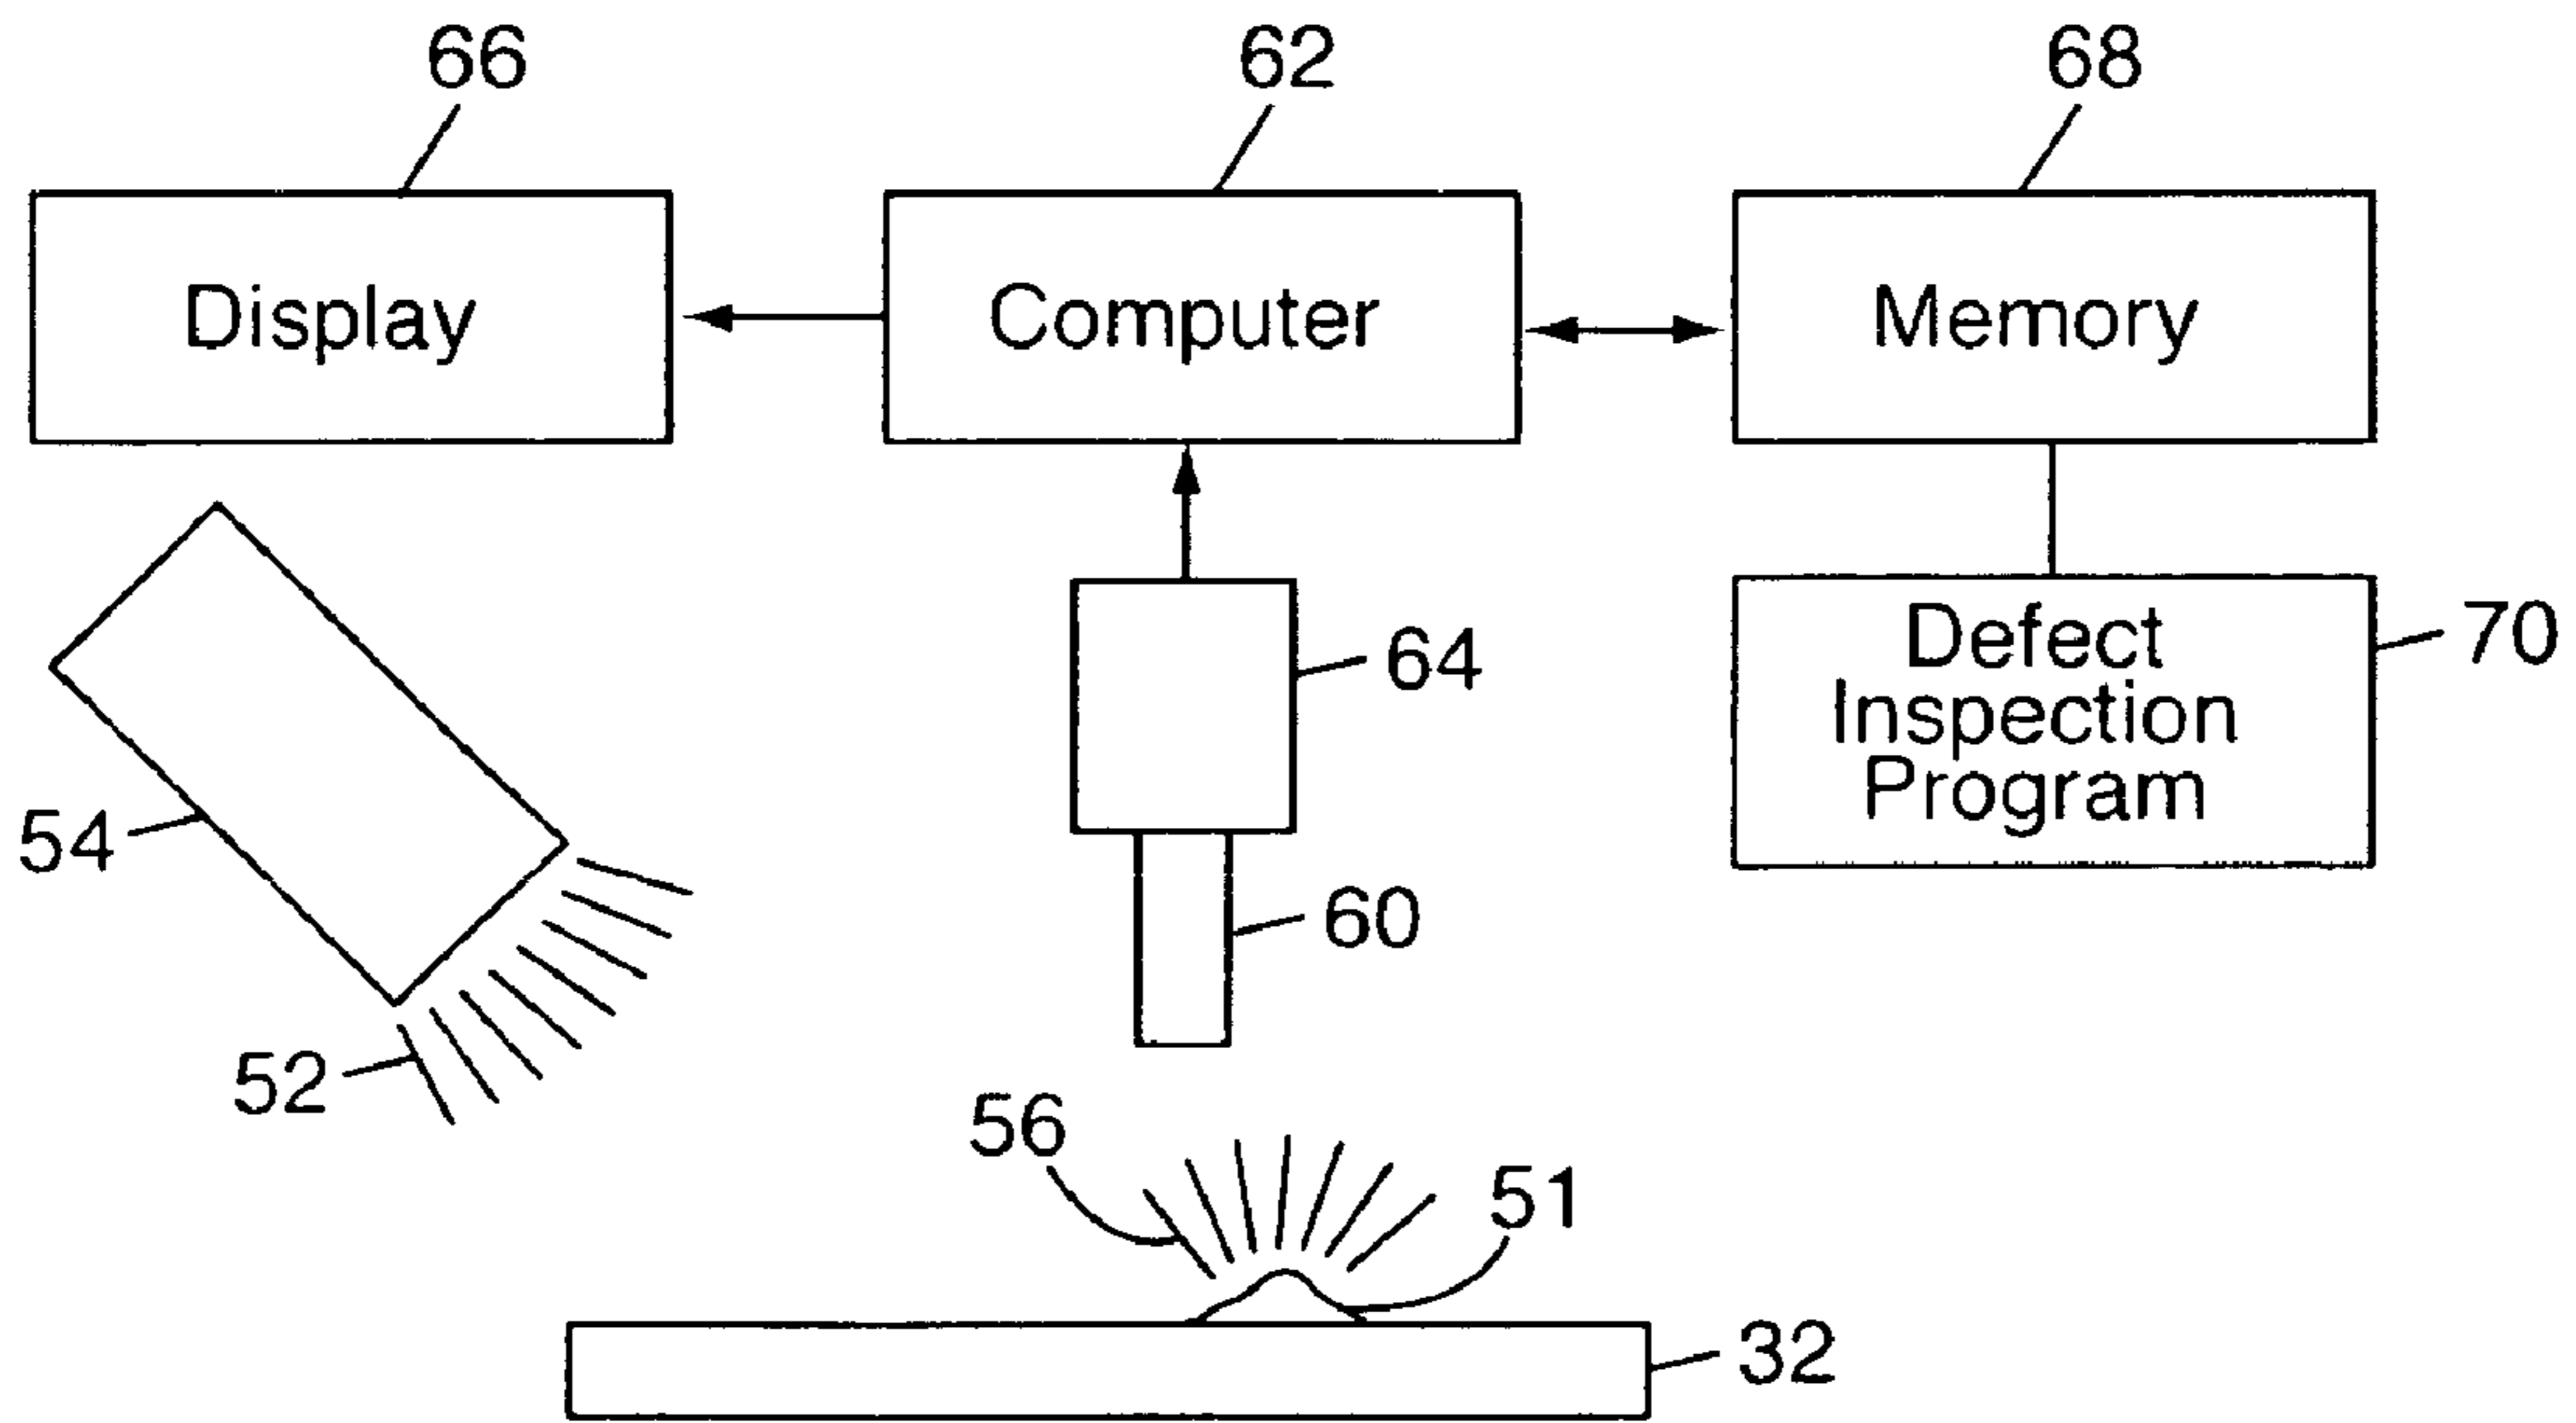 66
62
68
Display
Computer
Memory
64
Defect
Inspection
Program
70
54
60
52
56
51
32